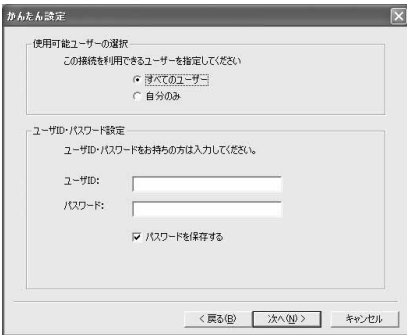 かんたん設定
使用可能ユーザーの選択
この接続を利用できるユーザーを指定してください
すべてのユーザー
自分のみ
ユーザID・パスワード設定
ユーザID・パスワードをお持ちの方は入力してください。
ユーザID:
パスワード:
パスワードを保存する
< 戻る(B) 次へ(N) > キャンセル